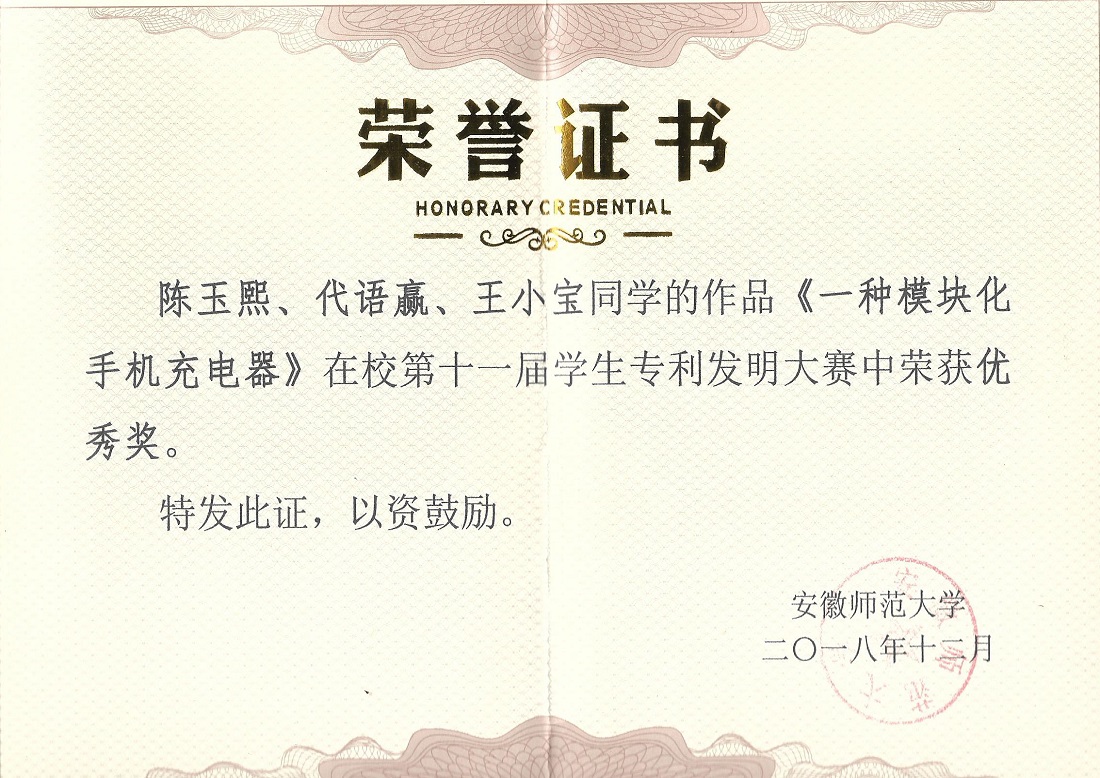 荣誉证书
HONORARY CREDENTIAL
陈玉熙、代语赢、王小宝同学的作品《一种模块化
手机充电器》在校第十一届学生专利发明大赛中荣获优
秀奖。
特发此证，以资鼓励。
安徽师范大学
二〇一八年十二月